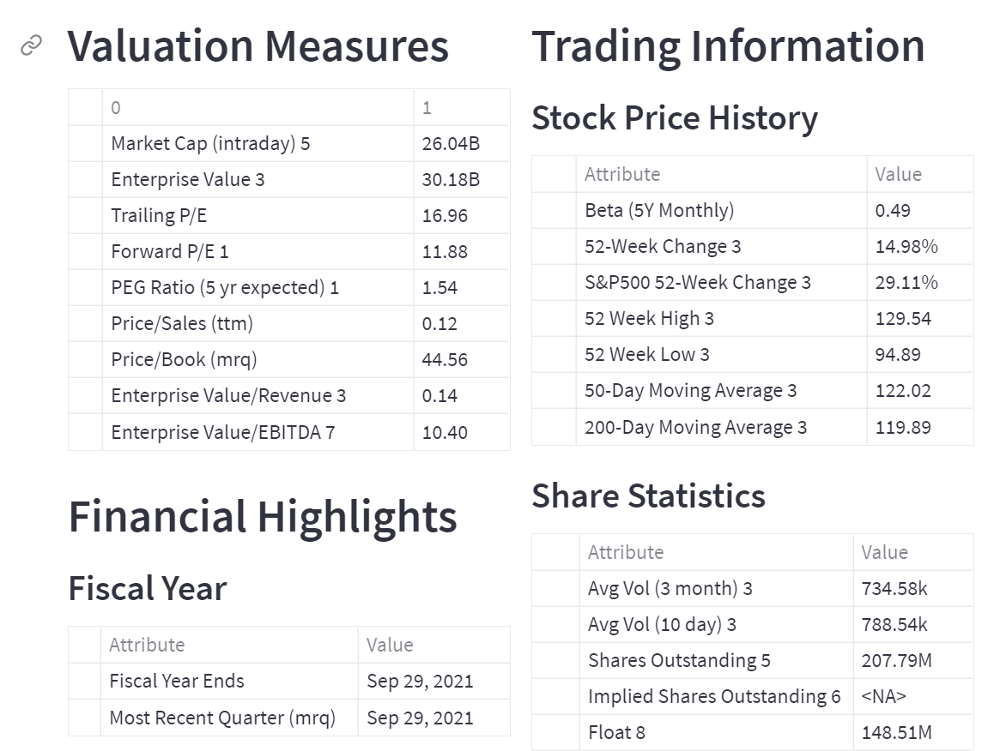 Valuation Measures
0 1
Market Cap (intraday) 5 26.04B
Enterprise Value 3 30.18B
Trailing P/E 16.96
Forward P/E 1 11.88
PEG Ratio (5 yr expected) 1 1.54
Price/Sales (ttm) 0.12
Price/Book (mrq) 44.56
Enterprise Value/Revenue 3 0.14
Enterprise Value/EBITDA 7 10.40
Financial Highlights
Fiscal Year
Attribute Value
Fiscal Year Ends Sep 29, 2021
Most Recent Quarter (mrq) Sep 29, 2021
Trading Information
Stock Price History
Attribute Value
Beta (5Y Monthly) 0.49
52-Week Change 3 14.98%
S&P500 52-Week Change 3 29.11%
52 Week High 3 129.54
52 Week Low 3 94.89
50-Day Moving Average 3 122.02
200-Day Moving Average 3 119.89
Share Statistics
Attribute Value
Avg Vol (3 month) 3 734.58k
Avg Vol (10 day) 3 788.54k
Shares Outstanding 5 207.79M
Implied Shares Outstanding 6 <NA>
Float 8 148.51M